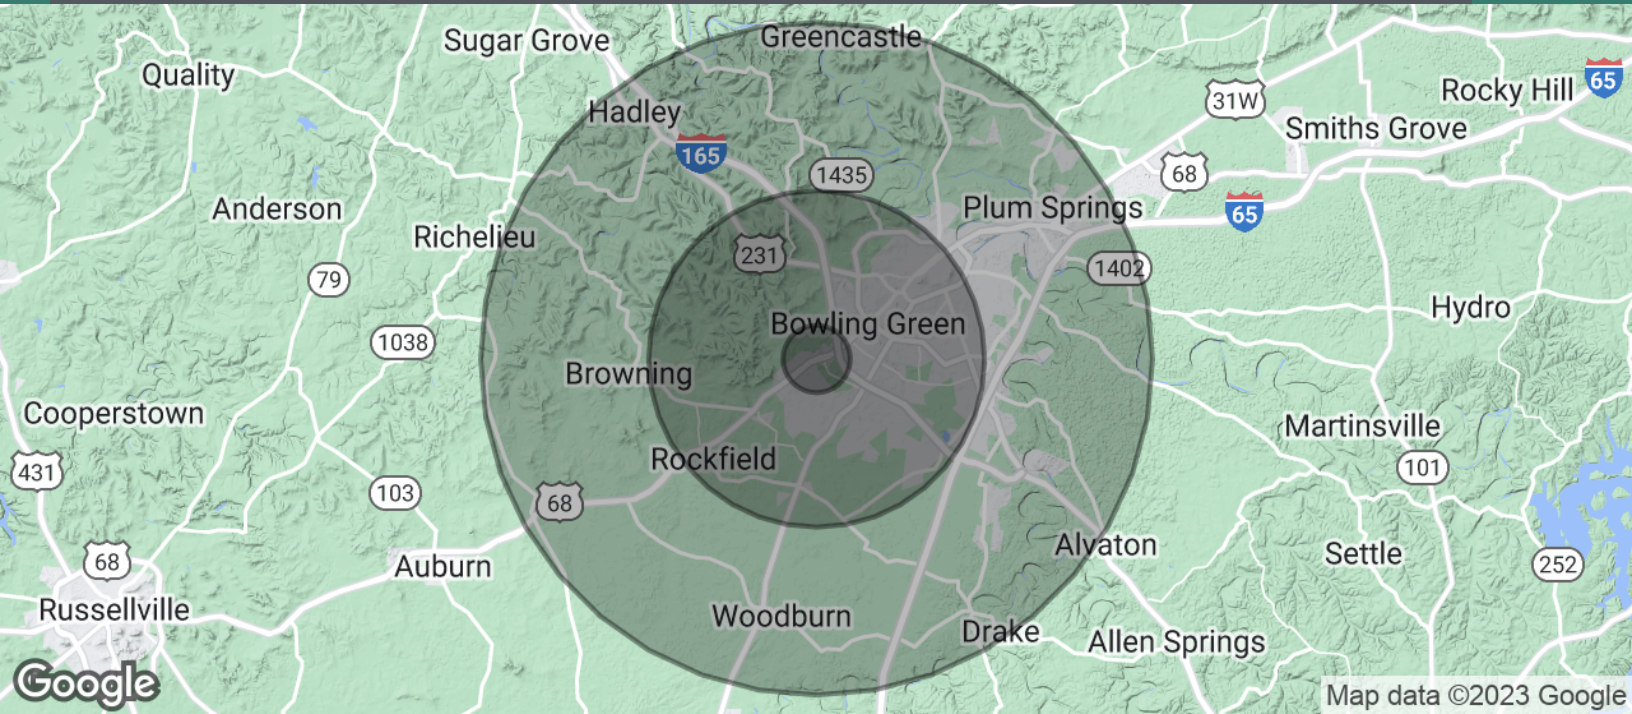 Sugar Grove
Greencastle
Quality
65
Rocky Hill
31W
Hadley
Smiths Grove
165
1435
68
Anderson
Plum Springs
65
Richelieu
231
1402
79
Hydro
Bowling Green
1038
Browning
Cooperstown
Martinsville
Rockfield
431
101
103
68
Alvaton
Settle
68
Auburn
252
Russellville
Woodburn
Drake
Allen Springs
Google
Map data ©2023 Google